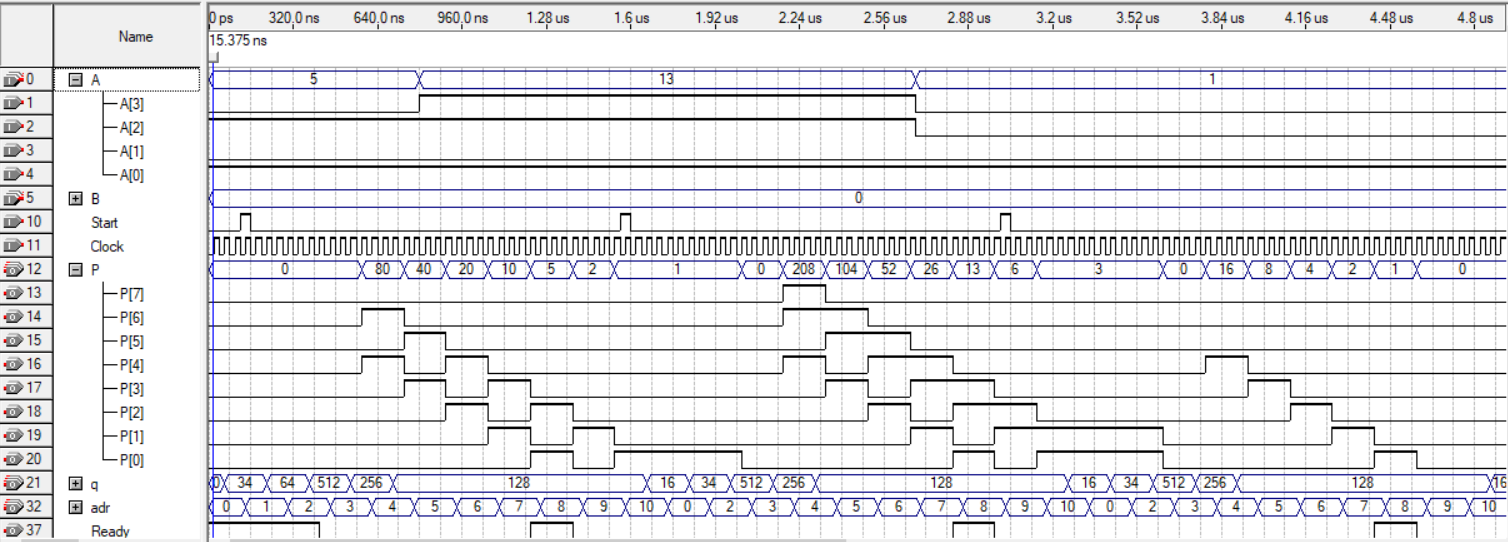 0 ps 320.0 ns 640.0 ns 960.0 ns 1.28 us 1.6 us 1.92 us 2.24 us 2.56 us 2.88 us 3.2 us 3.52 us 3.84 us 4.16 us 4.48 us 4.8 us
Name
15.375 ns
0 A 5 13 1
1 A[3]
2 A[2]
3 A[1]
4 A[0]
5 B 0
10 Start
11 Clock
12 P 0 80 40 20 10 5 2 1 0 208 104 52 26 13 6 3 0 16 8 4 2 1 0
13 P[7]
14 P[6]
15 P[5]
16 P[4]
17 P[3]
18 P[2]
19 P[1]
20 P[0]
21 q 0 34 64 512 256 128 16 34 512 256 128 16 34 512 256 128 16
32 adr 0 1 2 3 4 5 6 7 8 9 10 0 2 3 4 5 6 7 8 9 10 0 2 3 4 5 6 7 8 9 10
37 Ready